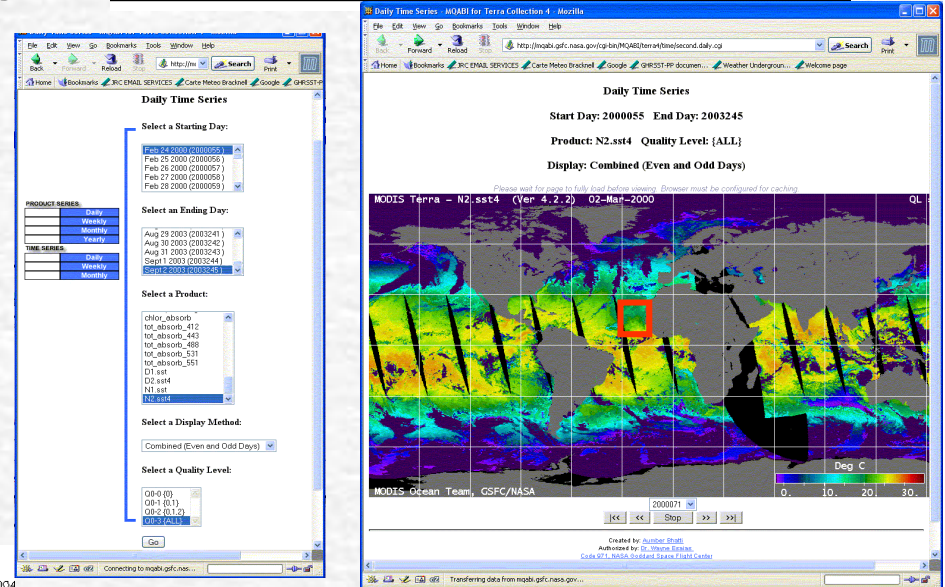 File Edit View Go Bookmarks Tools Window Help
Back Forward Reload Stop http://m Search Print
Home Bookmarks JRC EMAIL SERVICES Carte Meteo Bracknell Google GHRSST-P
Daily Time Series
Select a Starting Day:
Feb 24 2000 (2000055 )
Feb 25 2000 (2000056 )
Feb 26 2000 (2000057 )
Feb 27 2000 (2000058 )
Feb 28 2000 (2000059 )
PRODUCT SERIES
Daily
Weekly
Monthly
Yearly
TIME SERIES
Daily
Weekly
Monthly
Select an Ending Day:
Aug 29 2003 (2003241 )
Aug 30 2003 (2003242 )
Aug 31 2003 (2003243 )
Sept 1 2003 (2003244 )
Sept 2 2003 (2003245 )
Select a Product:
chlor_absorb
tot_absorb_412
tot_absorb_443
tot_absorb_488
tot_absorb_531
tot_absorb_551
D1.sst
D2.sst4
N1.sst
N2.sst4
Select a Display Method:
Combined (Even and Odd Days)
Select a Quality Level:
Q0-0 {0}
Q0-1 {0,1}
Q0-2 {0,1,2}
Q0-3 {ALL}
Go
Connecting to mqabi.gsfc.nas...
Daily Time Series - MQABI for Terra Collection 4 - Mozilla
File Edit View Go Bookmarks Tools Window Help
Back Forward Reload Stop http://mqabi.gsfc.nasa.gov/cgi-bin/MQABI/terra4/time/second.daily.cgi Search Print
Home Bookmarks JRC EMAIL SERVICES Carte Meteo Bracknell Google GHRSST-PP documen... Weather Undergroun... Welcome page
Daily Time Series
Start Day: 2000055 End Day: 2003245
Product: N2.sst4 Quality Level: {ALL}
Display: Combined (Even and Odd Days)
Please wait for page to fully load before viewing. Browser must be configured for caching.
MODIS Terra - N2.sst4 (Ver 4.2.2) 02-Mar-2000 QL
Deg C
0. 10. 20. 30.
MODIS Ocean Team, GSFC/NASA
2000071
|<< << Stop >> >>|
Created by: Aumber Bhatti
Authorized by: Dr. Wayne Esaias
Code 971, NASA Goddard Space Flight Center
Transferring data from mqabi.gsfc.nasa.gov...